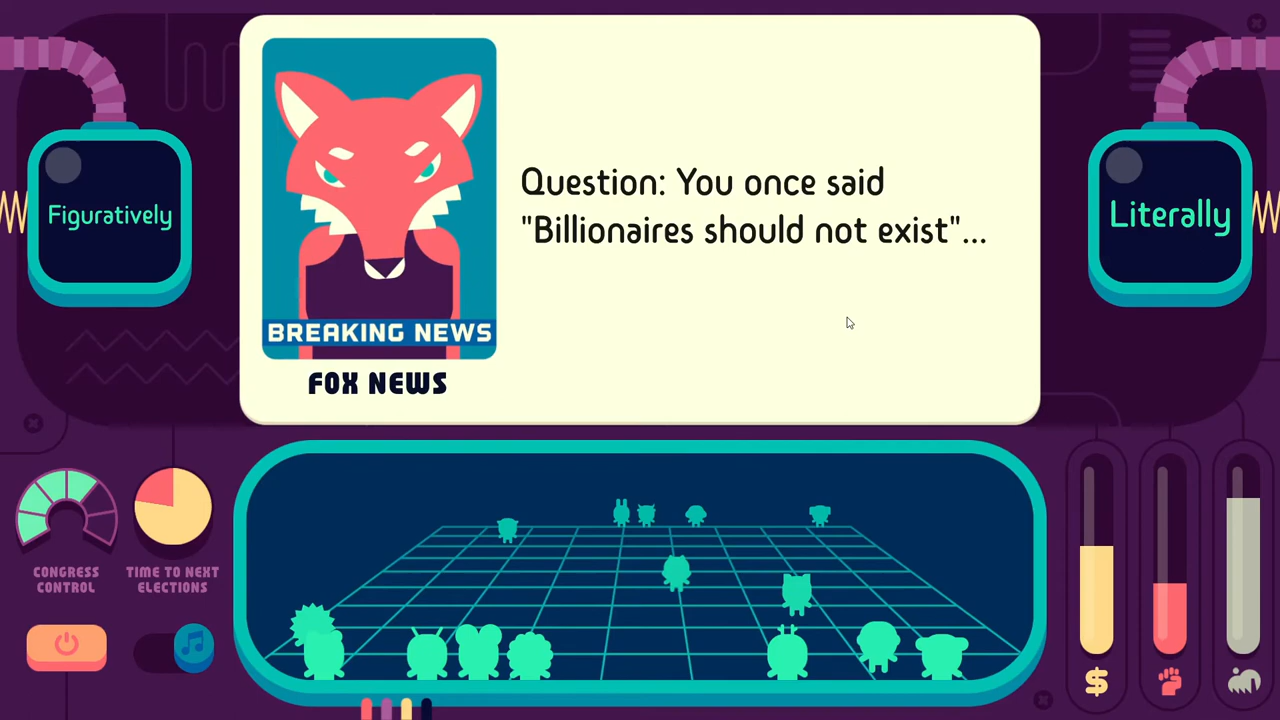 Question: You once said
"Billionaires should not exist"...
Figuratively
Literally
BREAKING NEWS
FOX NEWS
CONGRESS
CONTROL
TIME TO NEXT
ELECTIONS
$